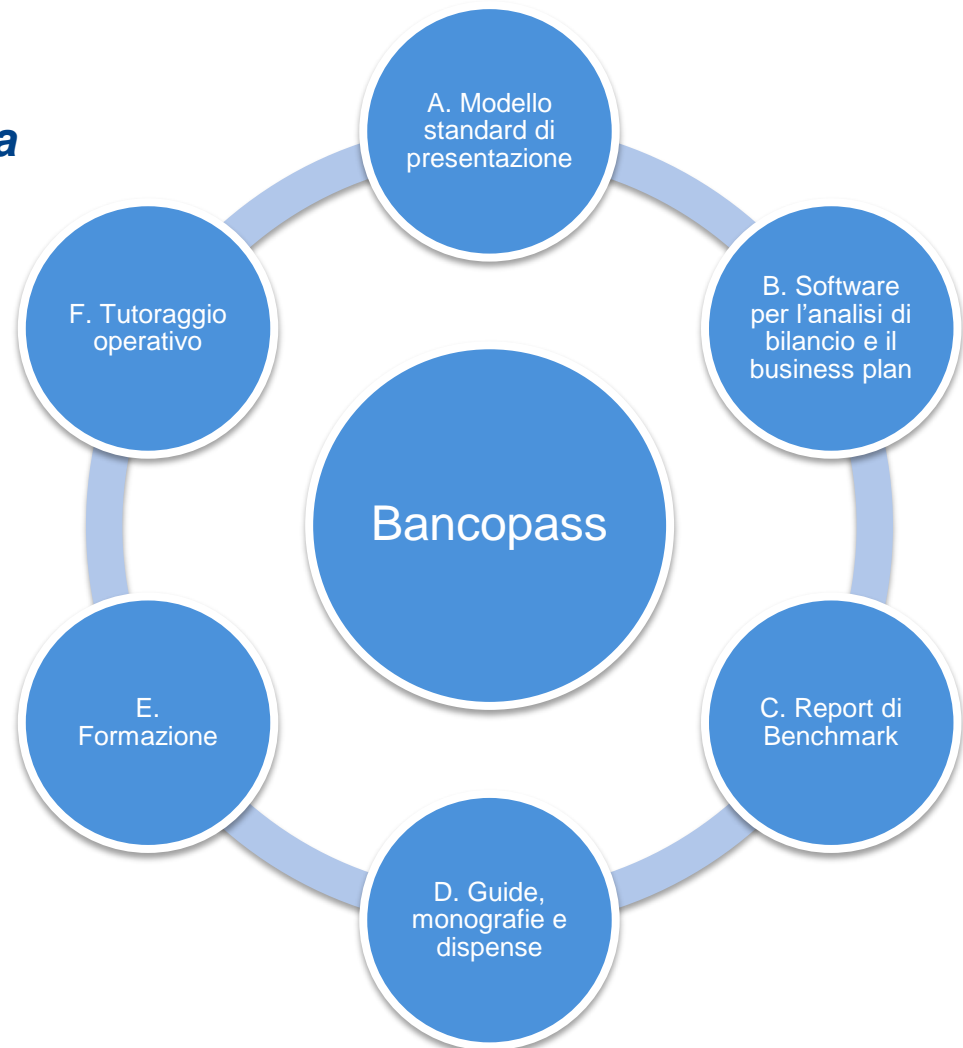 a
A. Modello
standard di
presentazione
B. Software
per l’analisi di
bilancio e il
business plan
C. Report di
Benchmark
D. Guide,
monografie e
dispense
E.
Formazione
F. Tutoraggio
operativo
Bancopass